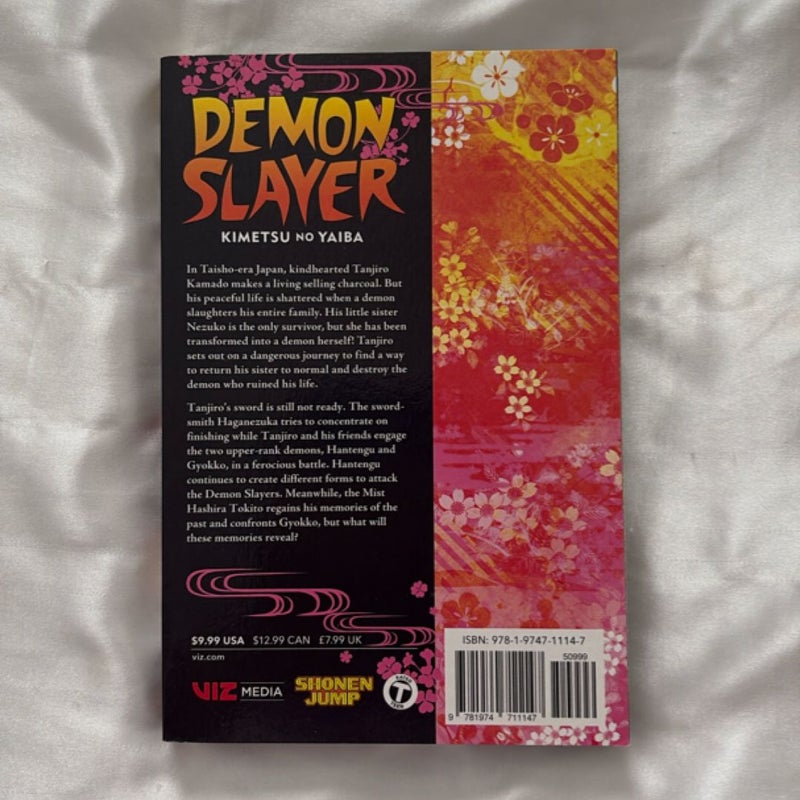 DEMON
SLAYER
KIMETSU NO YAIBA
In Taisho-era Japan, kindhearted Tanjiro
Kamado makes a living selling charcoal. But
his peaceful life is shattered when a demon
slaughters his entire family. His little sister
Nezuko is the only survivor, but she has been
transformed into a demon herself! Tanjiro
sets out on a dangerous journey to find a way
to return his sister to normal and destroy the
demon who ruined his life.
Tanjiro's sword is still not ready. The sword-
smith Haganezuka tries to concentrate on
finishing while Tanjiro and his friends engage
the two upper-rank demons, Hantengu and
Gyokko, in a ferocious battle. Hantengu
continues to create different forms to attack
the Demon Slayers. Meanwhile, the Mist
Hashira Tokito regains his memories of the
past and confronts Gyokko, but what will
these memories reveal?
$9.99 USA $12.99 CAN £7.99 UK
viz.com
VIZ MEDIA
SHONEN
JUMP
RATED
T
TEEN
ISBN: 978-1-9747-1114-7
50999
9 781974 711147